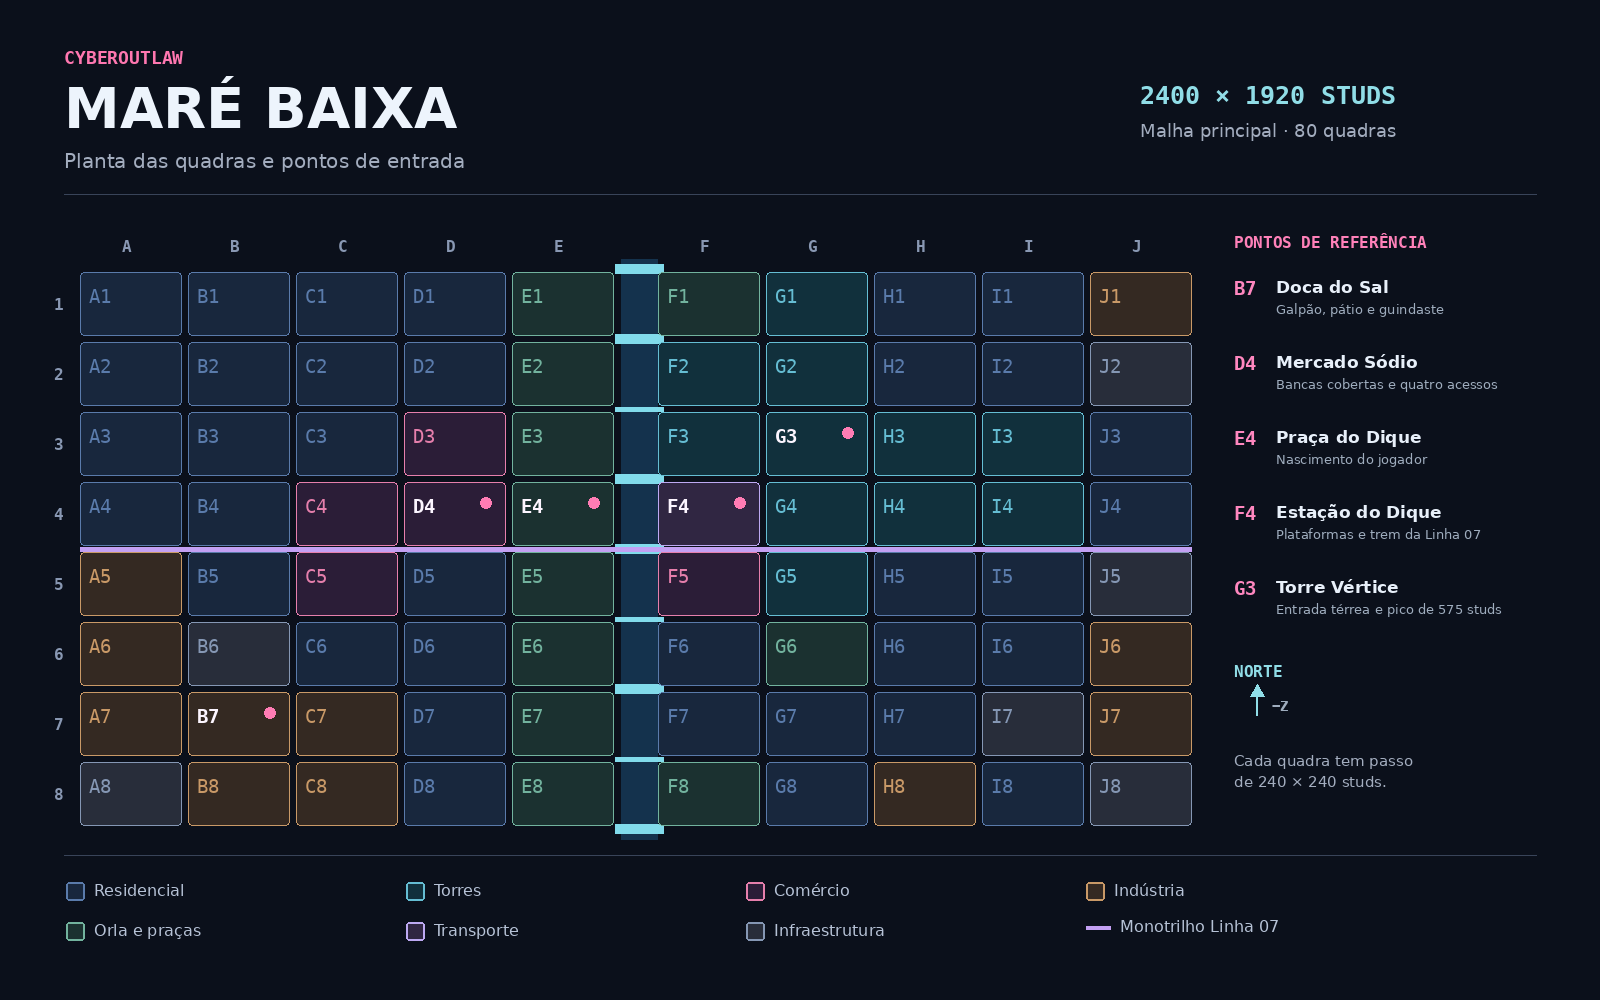 CYBEROUTLAW
MARÉ BAIXA
Planta das quadras e pontos de entrada
2400 × 1920 STUDS
Malha principal · 80 quadras
A B C D E F G H I J
1 A1 B1 C1 D1 E1 F1 G1 H1 I1 J1
2 A2 B2 C2 D2 E2 F2 G2 H2 I2 J2
3 A3 B3 C3 D3 E3 F3 G3 H3 I3 J3
4 A4 B4 C4 D4 E4 F4 G4 H4 I4 J4
5 A5 B5 C5 D5 E5 F5 G5 H5 I5 J5
6 A6 B6 C6 D6 E6 F6 G6 H6 I6 J6
7 A7 B7 C7 D7 E7 F7 G7 H7 I7 J7
8 A8 B8 C8 D8 E8 F8 G8 H8 I8 J8
PONTOS DE REFERÊNCIA
B7 Doca do Sal
Galpão, pátio e guindaste
D4 Mercado Sódio
Bancas cobertas e quatro acessos
E4 Praça do Dique
Nascimento do jogador
F4 Estação do Dique
Plataformas e trem da Linha 07
G3 Torre Vértice
Entrada térrea e pico de 575 studs
NORTE
−Z
Cada quadra tem passo
de 240 × 240 studs.
Residencial Torres Comércio Indústria
Orla e praças Transporte Infraestrutura Monotrilho Linha 07